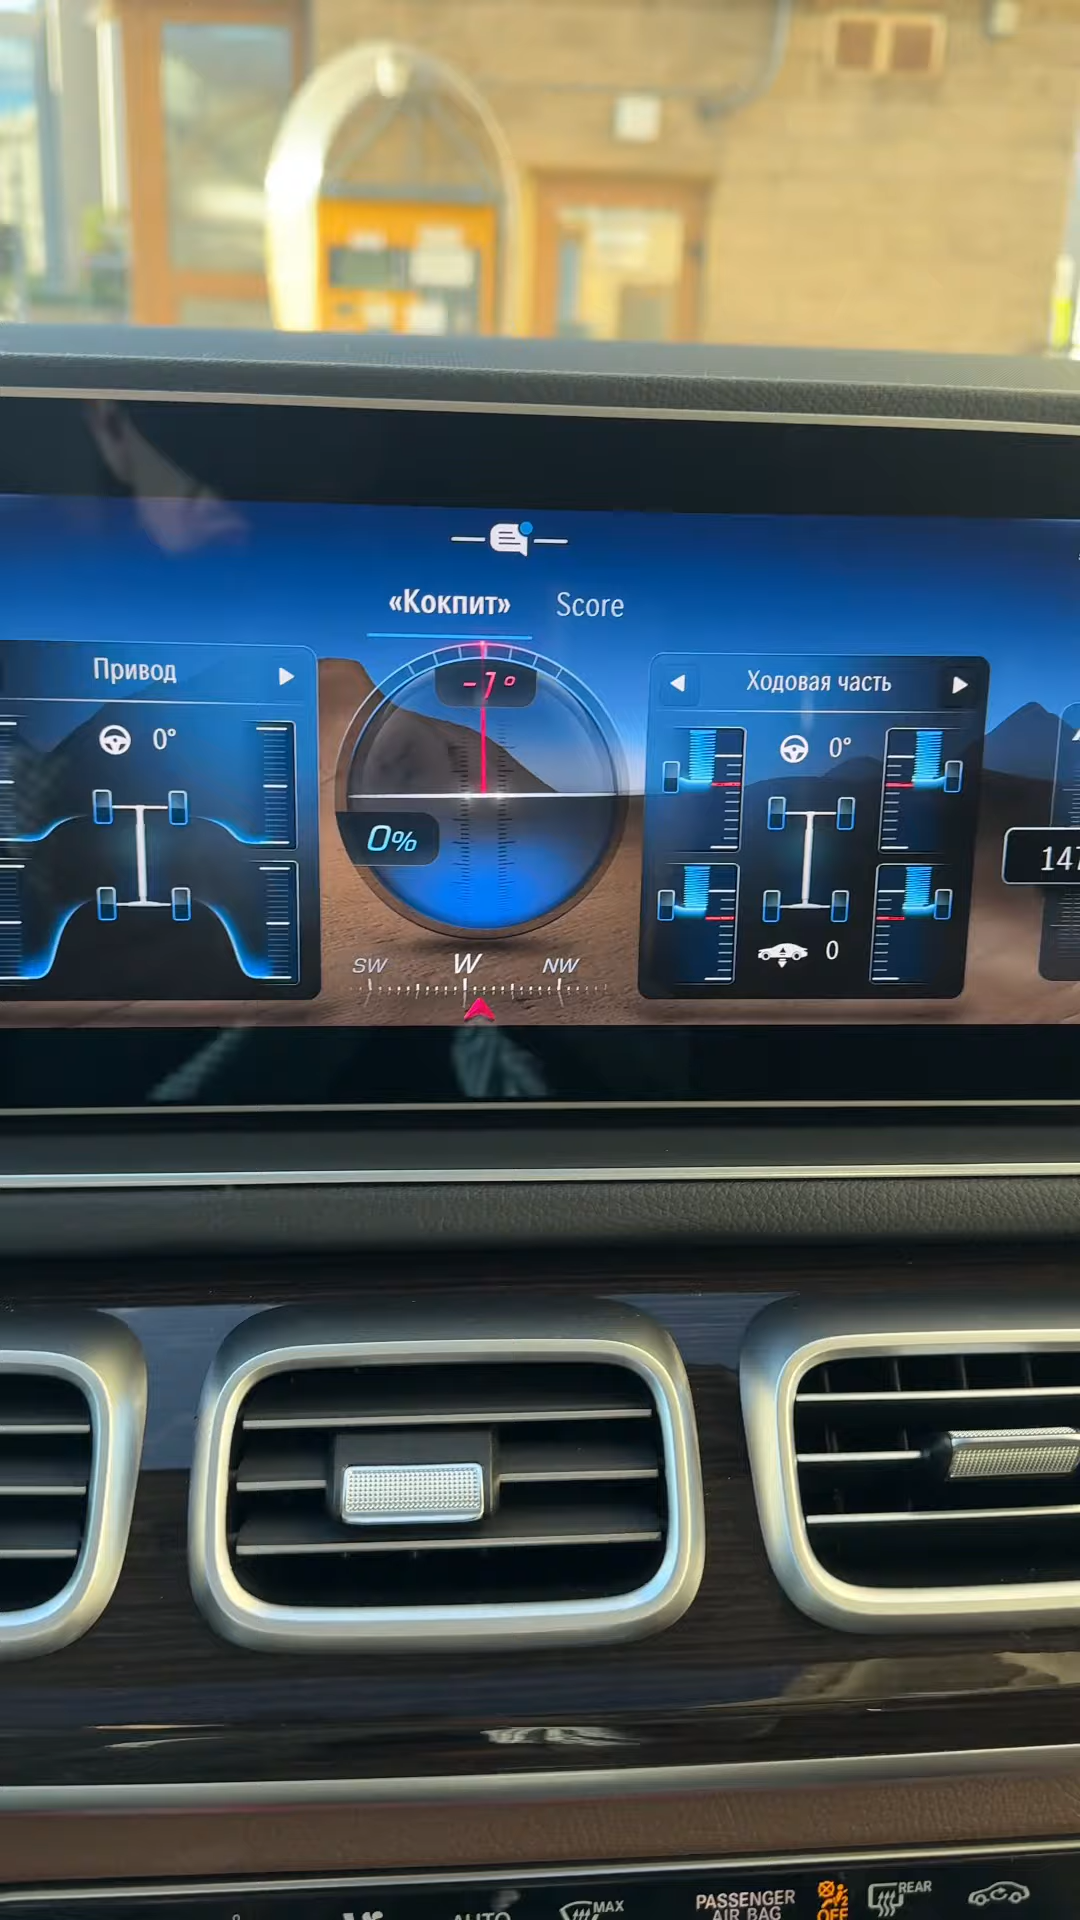 «Кокпит» Score
Привод
0°
-7°
0%
SW W NW
Ходовая часть
0°
0
147
MAX
PASSENGER
AIR BAG
OFF
REAR
AUTO